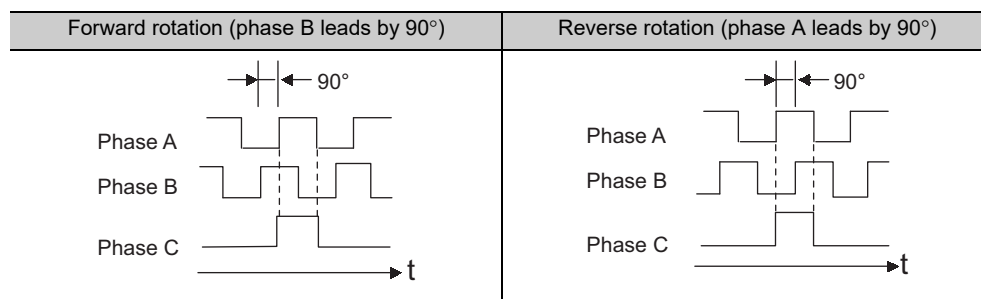 Forward rotation (phase B leads by 90°)
Reverse rotation (phase A leads by 90°)
90°
Phase A
Phase B
Phase C
t
90°
Phase A
Phase B
Phase C
t